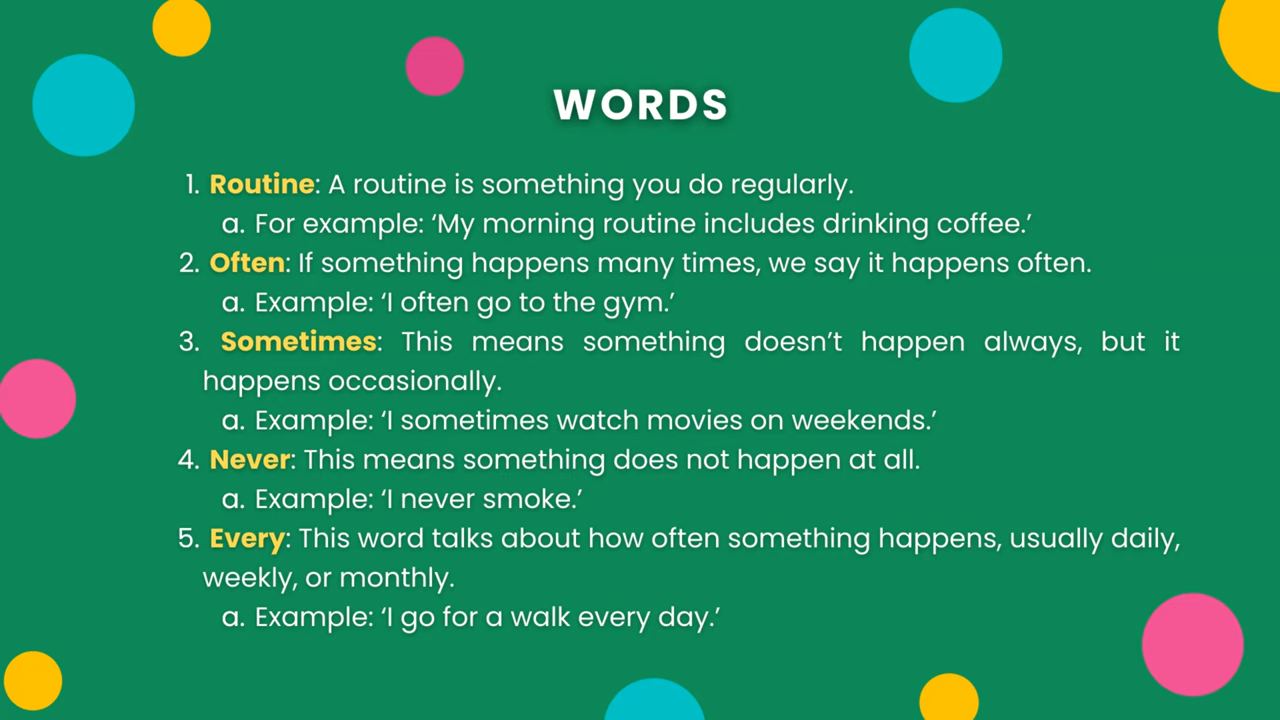 WORDS
1. Routine: A routine is something you do regularly.
a. For example: ‘My morning routine includes drinking coffee.’
2. Often: If something happens many times, we say it happens often.
a. Example: ‘I often go to the gym.’
3. Sometimes: This means something doesn’t happen always, but it
happens occasionally.
a. Example: ‘I sometimes watch movies on weekends.’
4. Never: This means something does not happen at all.
a. Example: ‘I never smoke.’
5. Every: This word talks about how often something happens, usually daily,
weekly, or monthly.
a. Example: ‘I go for a walk every day.’